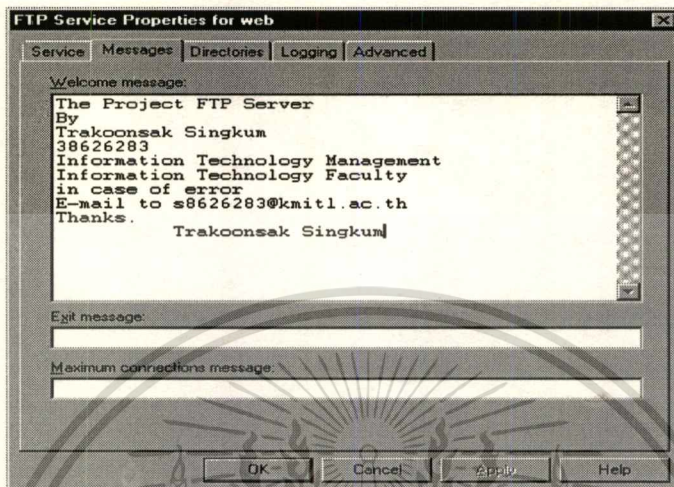 FTP Service Properties for web
Service Messages Directories Logging Advanced
Welcome message:
The Project FTP Server
By
Trakoonsak Singkum
38626283
Information Technology Management
Information Technology Faculty
in case of error
E-mail to s8626283@kmitl.ac.th
Thanks.
Trakoonsak Singkum
Exit message:
Maximum connections message:
OK Cancel Apply Help